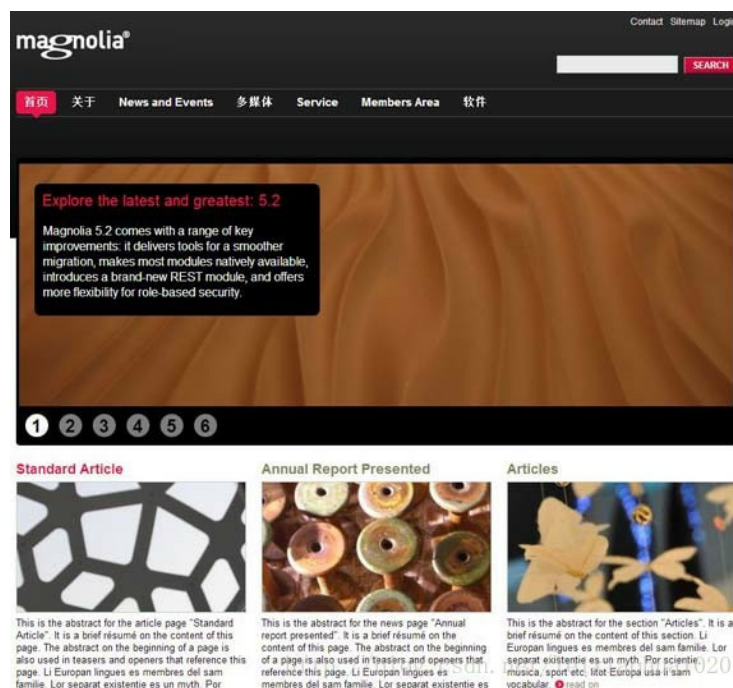 Contact Sitemap Login
magnolia®
SEARCH
首页 关于 News and Events 多媒体 Service Members Area 软件
Explore the latest and greatest: 5.2
Magnolia 5.2 comes with a range of key
improvements: it delivers tools for a smoother
migration, makes most modules natively available,
introduces a brand-new REST module, and offers
more flexibility for role-based security.
1 2 3 4 5 6
Standard Article
This is the abstract for the article page "Standard
Article". It is a brief résumé on the content of this
page. The abstract on the beginning of a page is
also used in teasers and openers that reference this
page. Li Europan lingues es membres del sam
familie. Lor separat existentie es un myth. Por
Annual Report Presented
This is the abstract for the news page "Annual
report presented". It is a brief résumé on the
content of this page. The abstract on the beginning
of a page is also used in teasers and openers that
reference this page. Li Europan lingues es
membres del sam familie. Lor separat existentie es
Articles
This is the abstract for the section "Articles". It is a
brief résumé on the content of this section. Li
Europan lingues es membres del sam familie. Lor
separat existentie es un myth. Por scientie,
musica, sport etc, litot Europa usa li sam
vocabular. read on